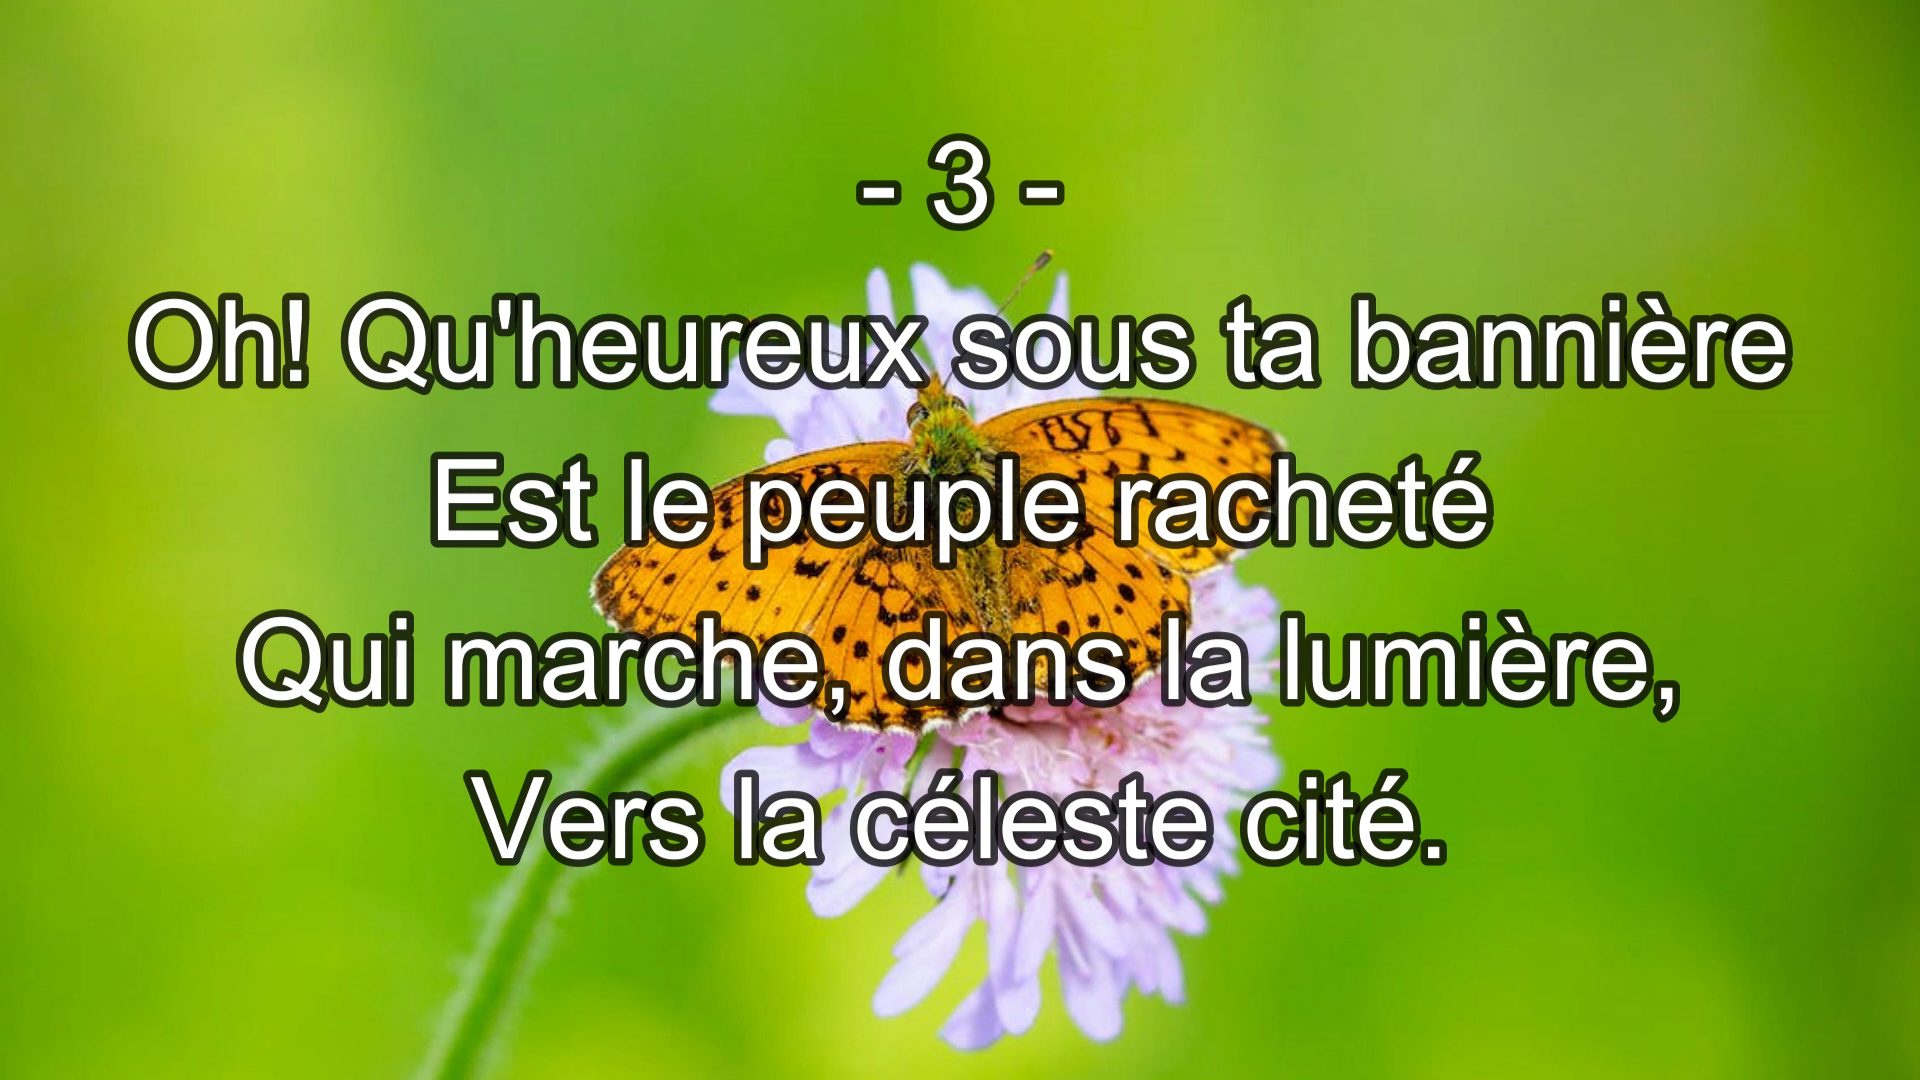 - 3 -
Oh! Qu'heureux sous ta bannière
Est le peuple racheté
Qui marche, dans la lumière,
Vers la céleste cité.